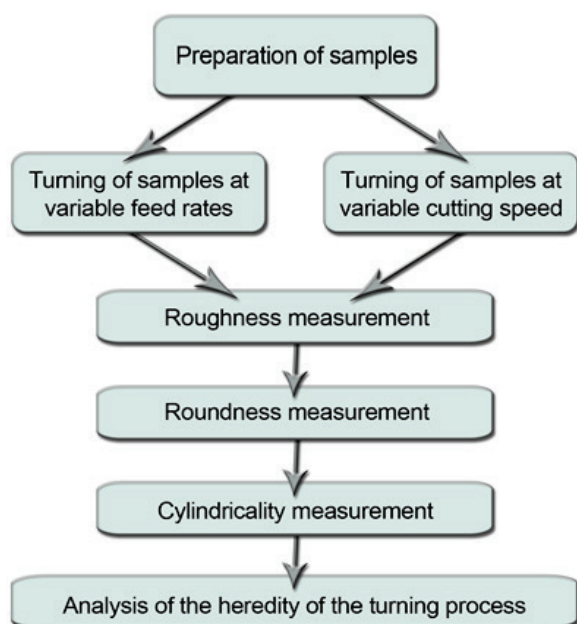 Preparation of samples
Turning of samples at
variable feed rates
Turning of samples at
variable cutting speed
Roughness measurement
Roundness measurement
Cylindricality measurement
Analysis of the heredity of the turning process